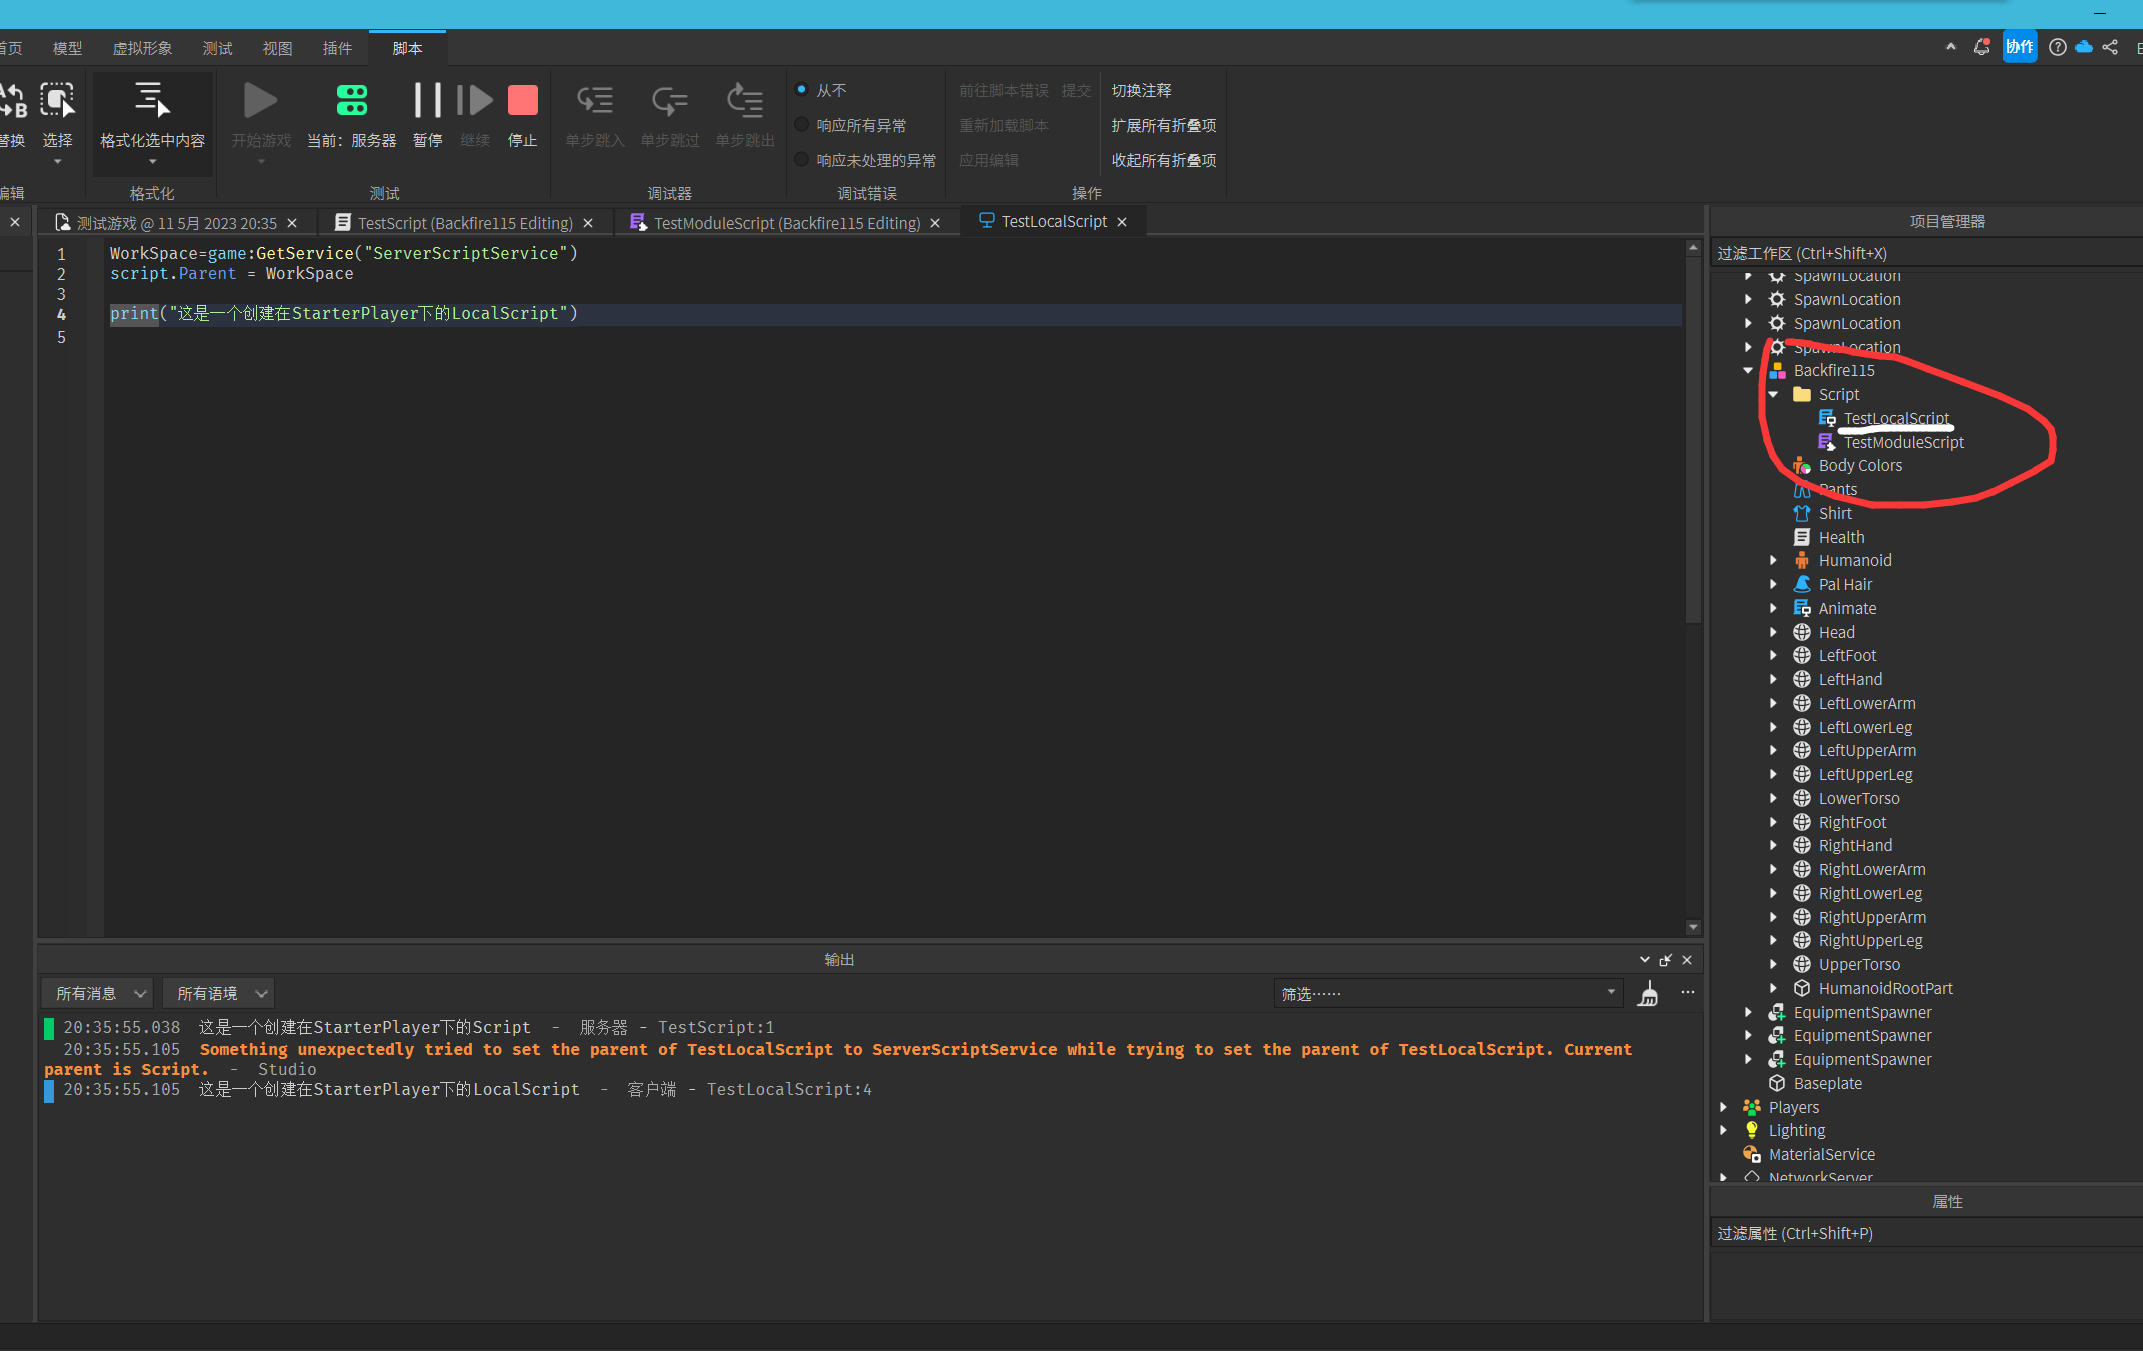 首页 模型 虚拟形象 测试 视图 插件 脚本 协作
替换 选择 格式化选中内容 开始游戏 当前：服务器 暂停 继续 停止 单步跳入 单步跳过 单步跳出
从不 前往脚本错误 提交 切换注释
响应所有异常 重新加载脚本 扩展所有折叠项
响应未处理的异常 应用编辑 收起所有折叠项
编辑 格式化 测试 调试器 调试错误 操作
测试游戏 @ 11 5月 2023 20:35 TestScript (Backfire115 Editing) TestModuleScript (Backfire115 Editing) TestLocalScript
1 WorkSpace=game:GetService("ServerScriptService")
2 script.Parent = WorkSpace
3
4 print("这是一个创建在StarterPlayer下的LocalScript")
5
输出
所有消息 所有语境 筛选……
20:35:55.038 这是一个创建在StarterPlayer下的Script - 服务器 - TestScript:1
20:35:55.105 Something unexpectedly tried to set the parent of TestLocalScript to ServerScriptService while trying to set the parent of TestLocalScript. Current
parent is Script. - Studio
20:35:55.105 这是一个创建在StarterPlayer下的LocalScript - 客户端 - TestLocalScript:4
项目管理器
过滤工作区 (Ctrl+Shift+X)
SpawnLocation
SpawnLocation
SpawnLocation
SpawnLocation
Backfire115
Script
TestLocalScript
TestModuleScript
Body Colors
Pants
Shirt
Health
Humanoid
Pal Hair
Animate
Head
LeftFoot
LeftHand
LeftLowerArm
LeftLowerLeg
LeftUpperArm
LeftUpperLeg
LowerTorso
RightFoot
RightHand
RightLowerArm
RightLowerLeg
RightUpperArm
RightUpperLeg
UpperTorso
HumanoidRootPart
EquipmentSpawner
EquipmentSpawner
EquipmentSpawner
Baseplate
Players
Lighting
MaterialService
NetworkServer
属性
过滤属性 (Ctrl+Shift+P)